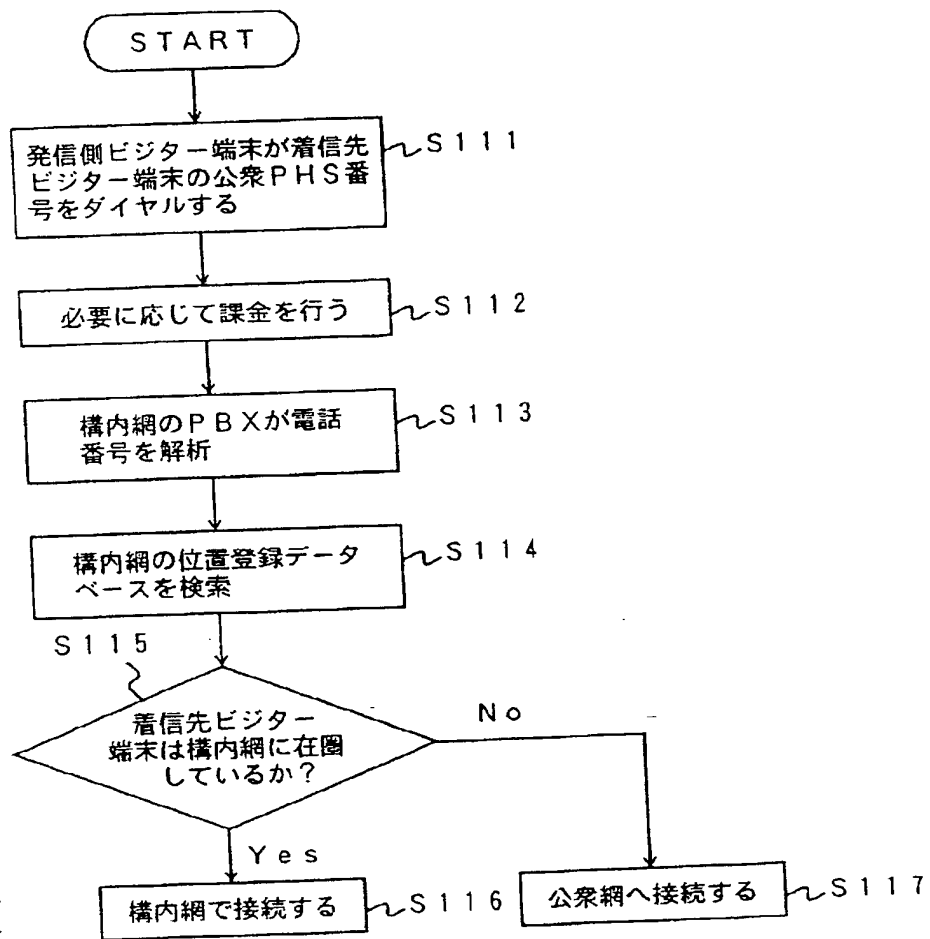 START
発信側ビジター端末が着信先
ビジター端末の公衆PHS番
号をダイヤルする
S111
必要に応じて課金を行う
S112
構内網のPBXが電話
番号を解析
S113
構内網の位置登録データ
ベースを検索
S114
S115
着信先ビジター
端末は構内網に在圏
しているか?
No
Yes
構内網で接続する
S116
公衆網へ接続する
S117